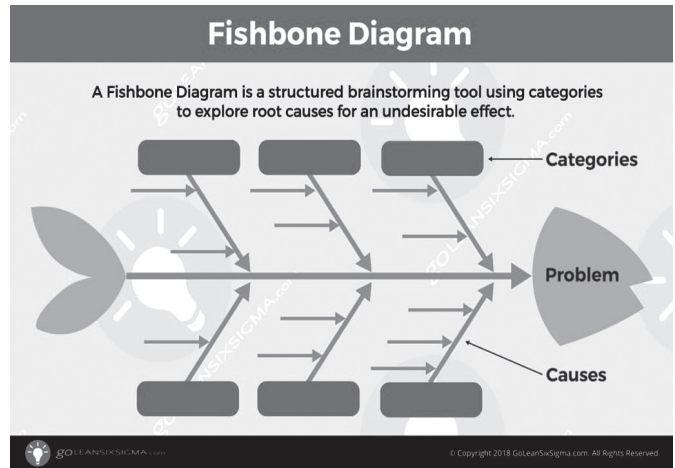 Fishbone Diagram
A Fishbone Diagram is a structured brainstorming tool using categories
to explore root causes for an undesirable effect.
Categories
Problem
Causes
goLEANSIXSIGMA.com
© Copyright 2018 GoLeanSixSigma.com. All Rights Reserved.